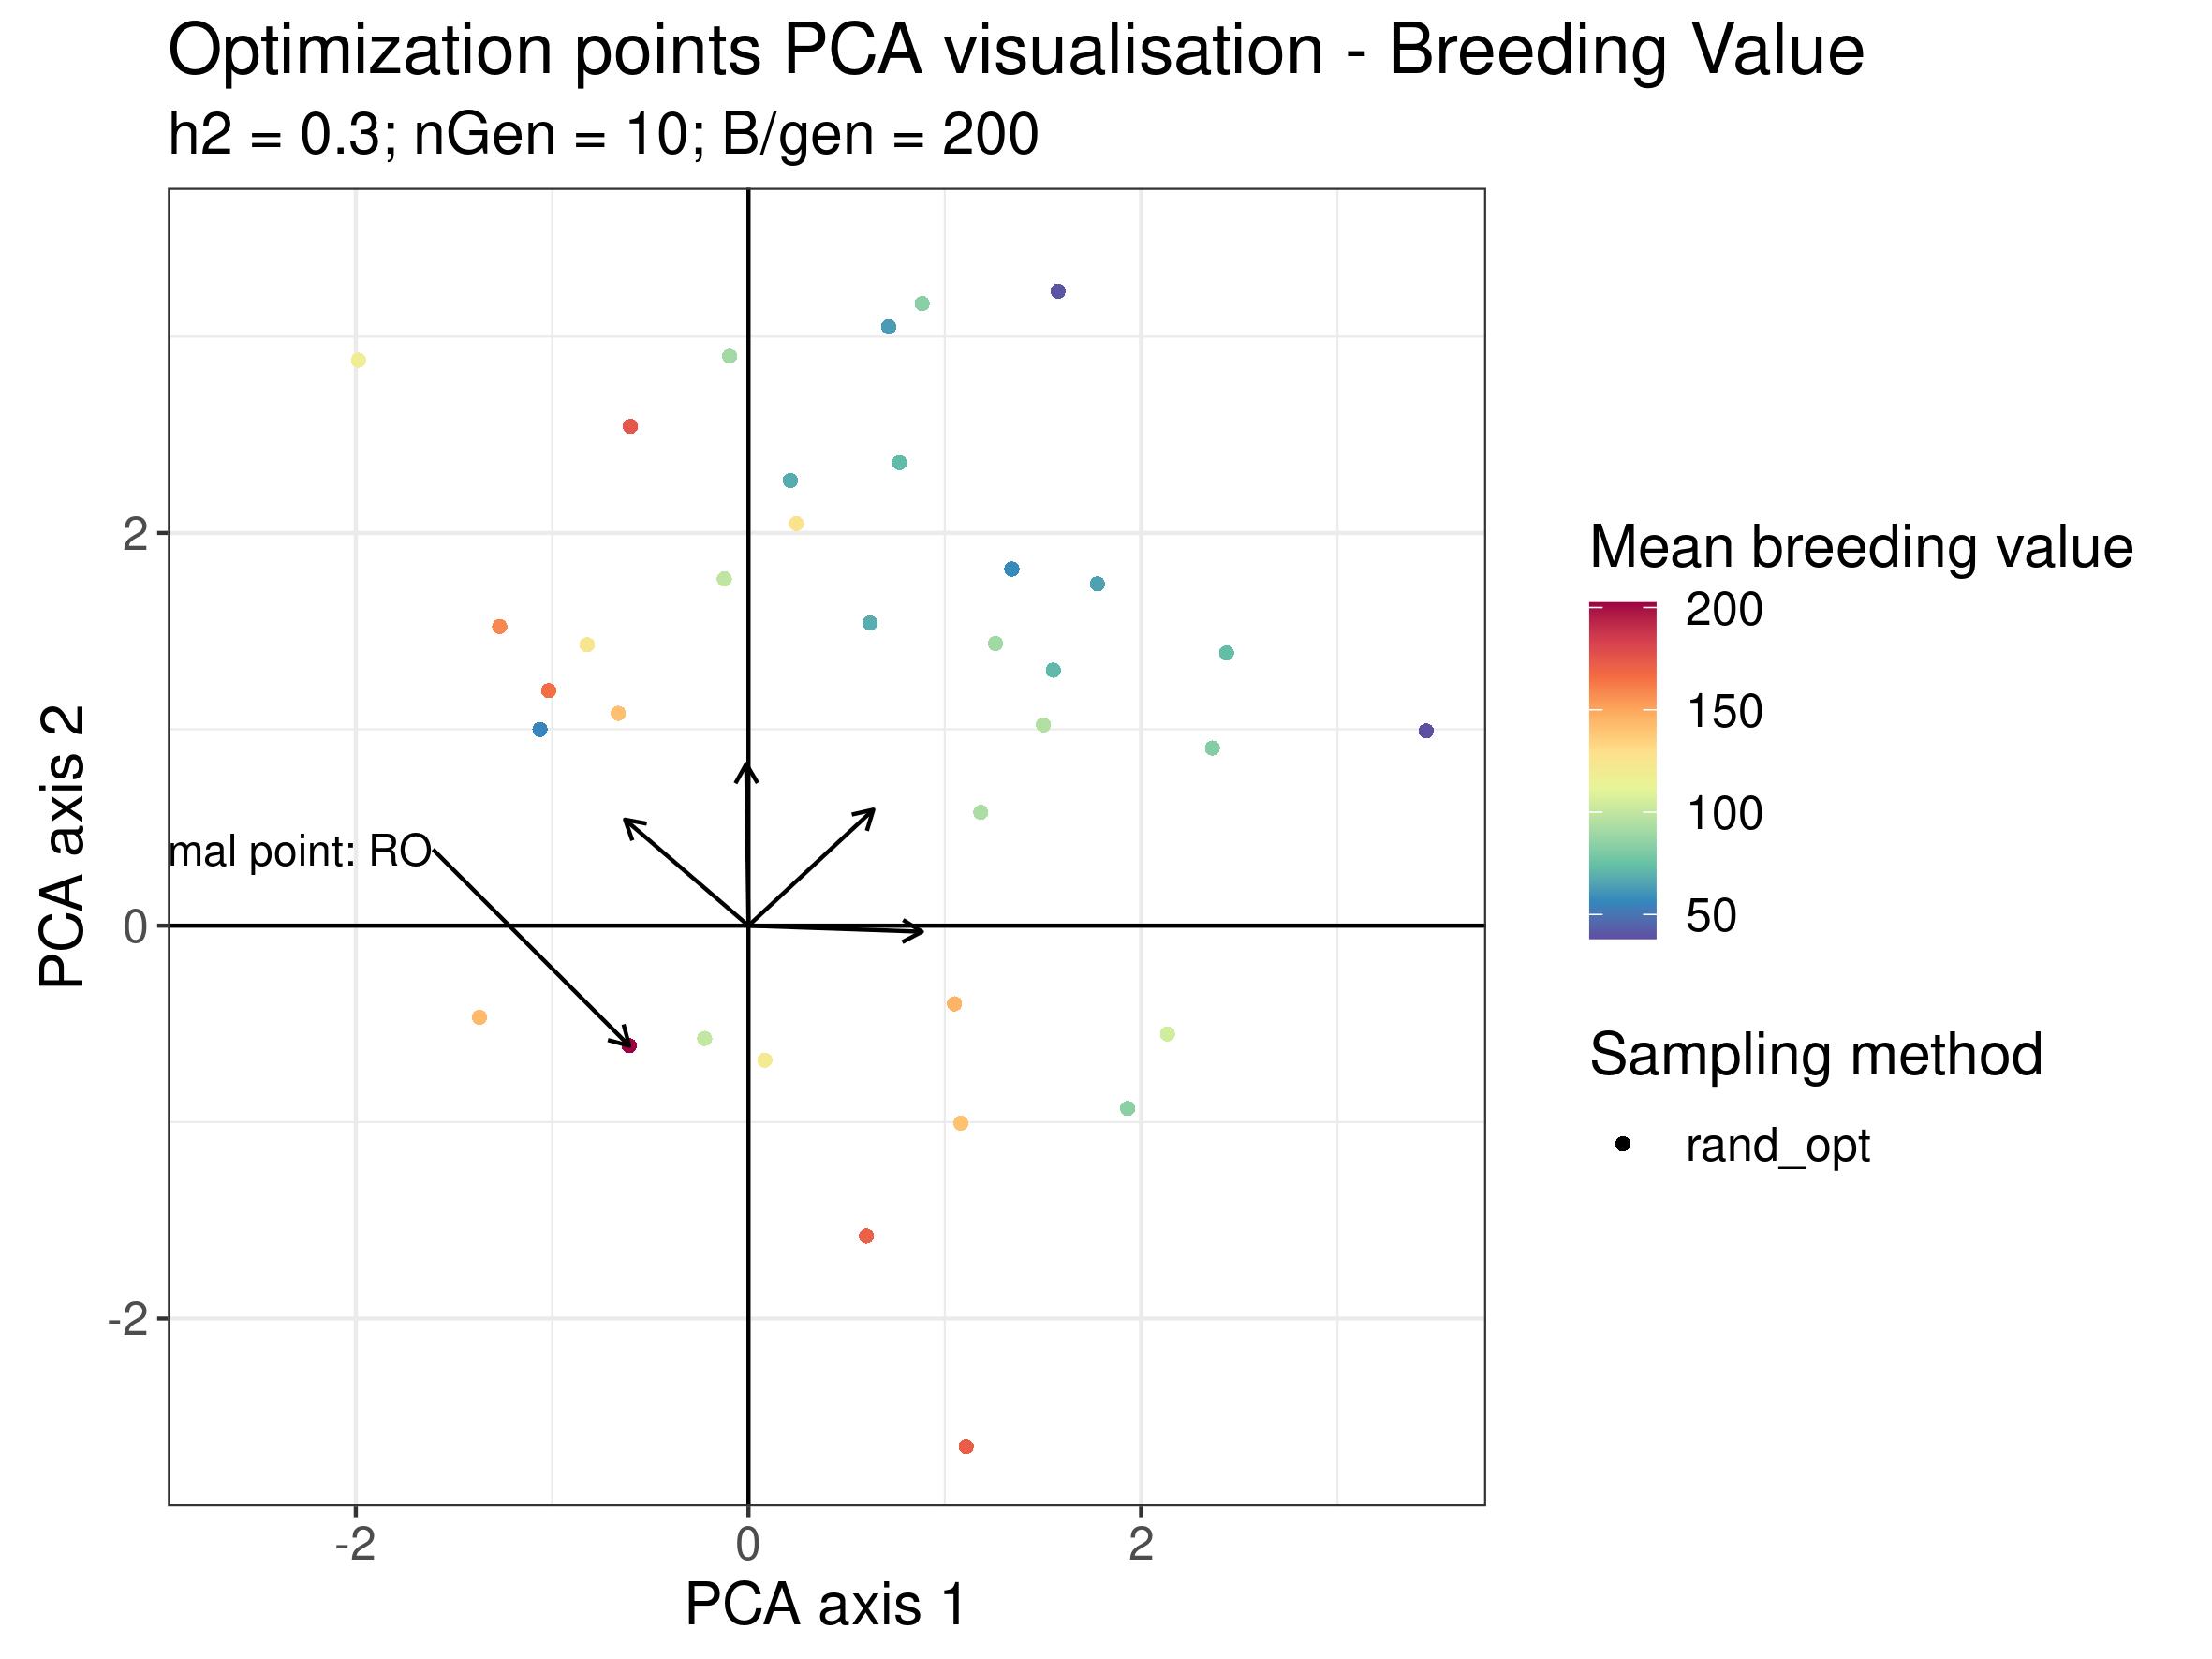 Optimization points PCA visualisation - Breeding Value
h2 = 0.3; nGen = 10; B/gen = 200
PCA axis 2
2
0
-2
mal point: RO
-2
0
2
PCA axis 1
Mean breeding value
200
150
100
50
Sampling method
rand_opt